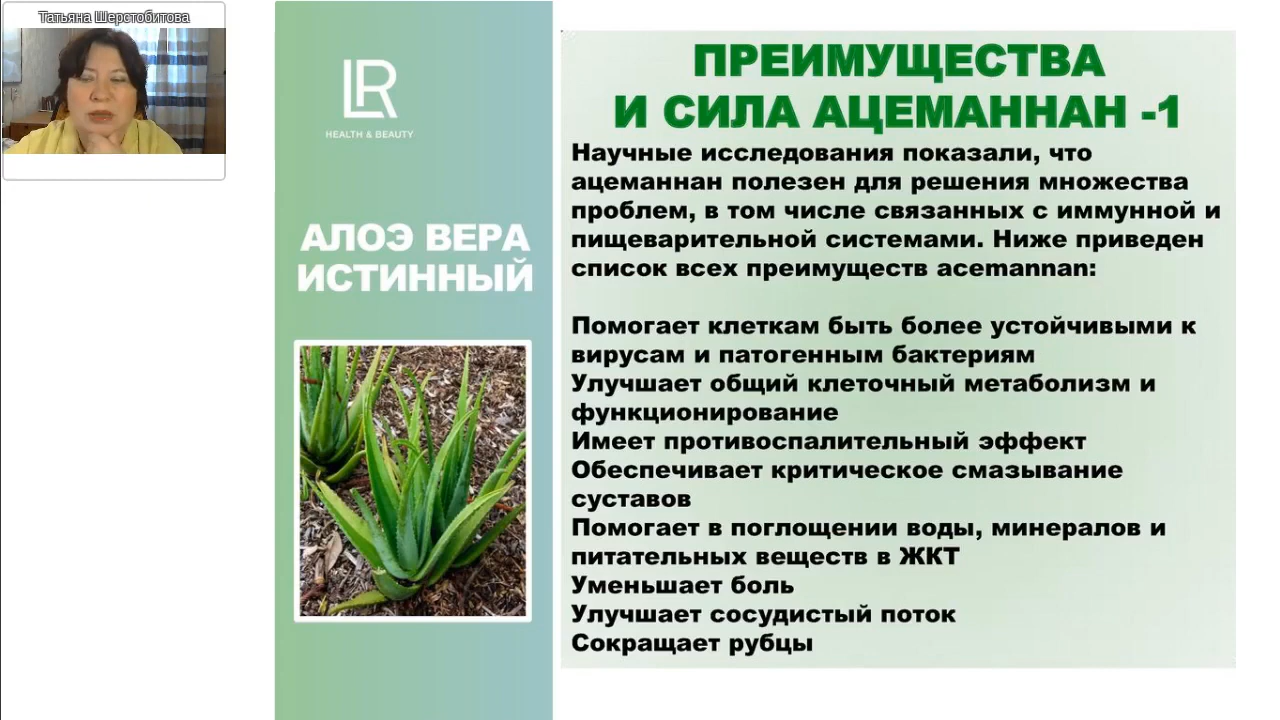 Татьяна Шерстобитова
LR
HEALTH & BEAUTY
АЛОЭ ВЕРА
ИСТИННЫЙ
ПРЕИМУЩЕСТВА
И СИЛА АЦЕМАННАН -1
Научные исследования показали, что
ацеманнан полезен для решения множества
проблем, в том числе связанных с иммунной и
пищеварительной системами. Ниже приведен
список всех преимуществ acemannan:
Помогает клеткам быть более устойчивыми к
вирусам и патогенным бактериям
Улучшает общий клеточный метаболизм и
функционирование
Имеет противоспалительный эффект
Обеспечивает критическое смазывание
суставов
Помогает в поглощении воды, минералов и
питательных веществ в ЖКТ
Уменьшает боль
Улучшает сосудистый поток
Сокращает рубцы